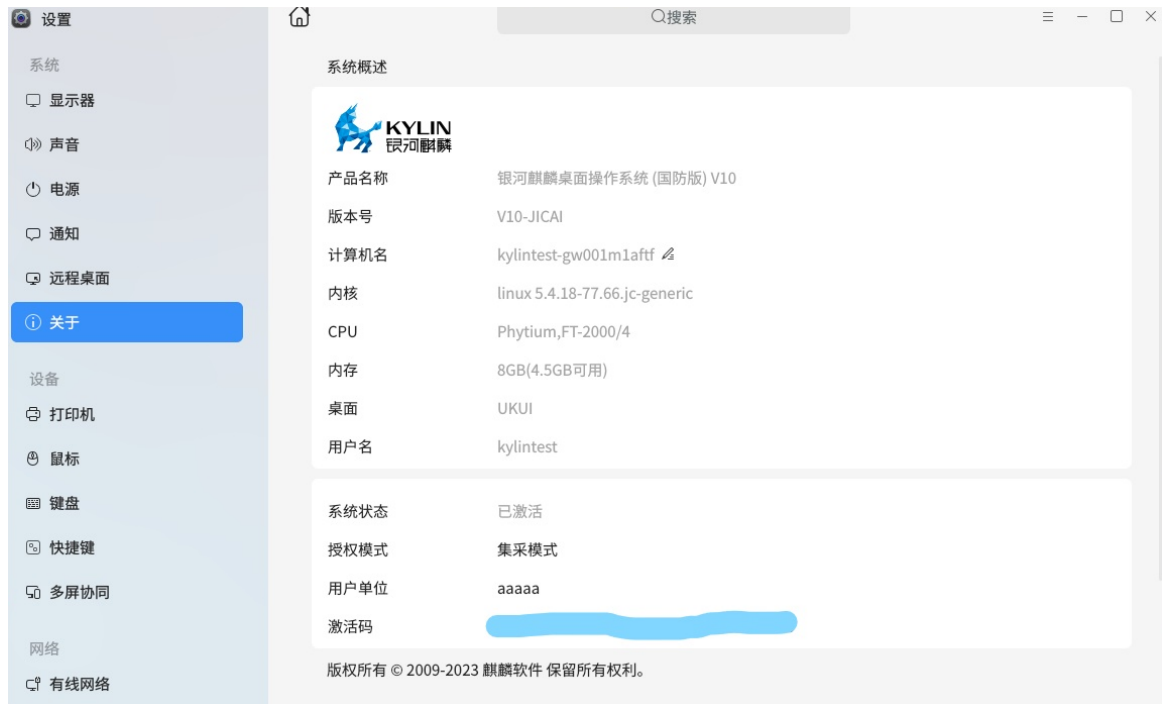 设置
搜索
系统
显示器
声音
电源
通知
远程桌面
关于
设备
打印机
鼠标
键盘
快捷键
多屏协同
网络
有线网络
系统概述
KYLIN
银河麒麟
产品名称 银河麒麟桌面操作系统 (国防版) V10
版本号 V10-JICAI
计算机名 kylintest-gw001m1aftf
内核 linux 5.4.18-77.66.jc-generic
CPU Phytium,FT-2000/4
内存 8GB(4.5GB可用)
桌面 UKUI
用户名 kylintest
系统状态 已激活
授权模式 集采模式
用户单位 aaaaa
激活码
版权所有 © 2009-2023 麒麟软件 保留所有权利。